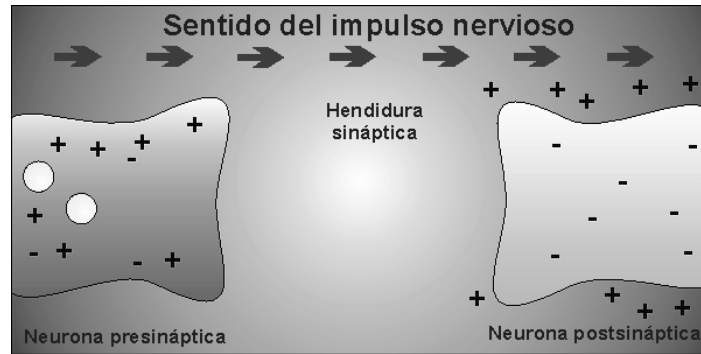 Sentido del impulso nervioso
Hendidura
sináptica
Neurona presináptica
Neurona postsináptica